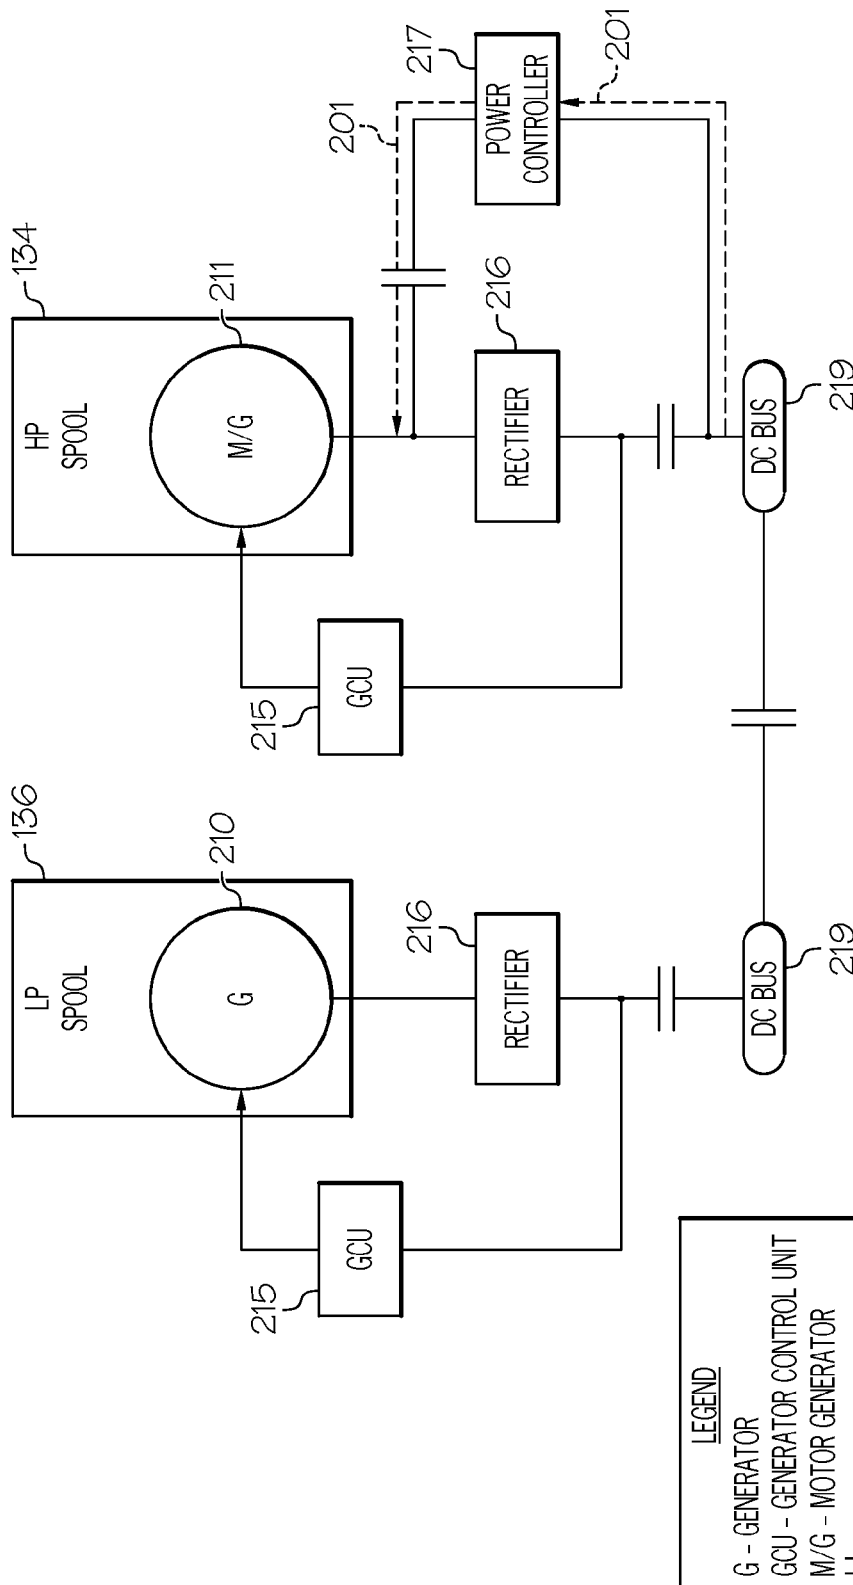 136
LP
SPOOL
210
G
215
GCU
216
RECTIFIER
DC BUS
219
134
HP
SPOOL
211
M/G
215
GCU
216
RECTIFIER
201
217
POWER
CONTROLLER
201
DC BUS
219
LEGEND
G - GENERATOR
GCU - GENERATOR CONTROL UNIT
M/G - MOTOR GENERATOR